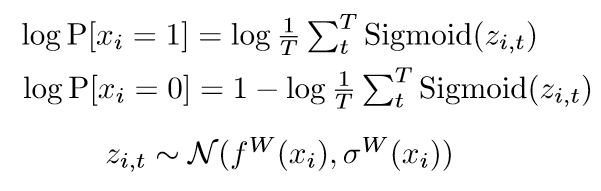 log P[x_i = 1] = log 1/T ∑_t^T Sigmoid(z_{i,t})
log P[x_i = 0] = 1 − log 1/T ∑_t^T Sigmoid(z_{i,t})
z_{i,t} ∼ 𝒩(f^W(x_i), σ^W(x_i))